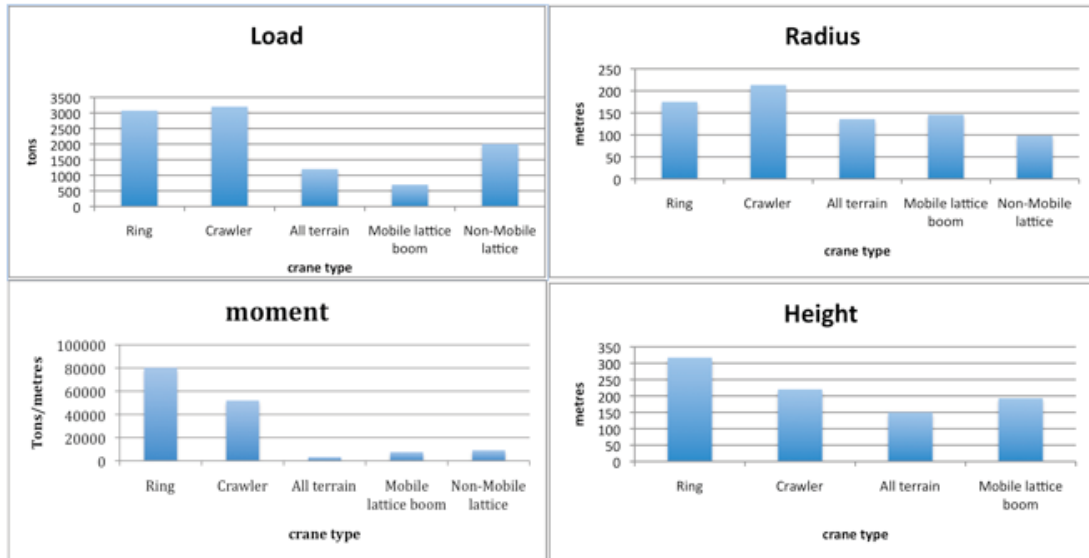 Load
3500
3000
2500
2000
1500
1000
500
0
tons
Ring Crawler All terrain Mobile lattice Non-Mobile
boom lattice
crane type
Radius
250
200
150
100
50
0
metres
Ring Crawler All terrain Mobile lattice Non-Mobile
boom lattice
crane type
moment
100000
80000
60000
40000
20000
0
Tons/metres
Ring Crawler All terrain Mobile Non-Mobile
lattice boom lattice
crane type
Height
350
300
250
200
150
100
50
0
metres
Ring Crawler All terrain Mobile lattice
boom
crane type